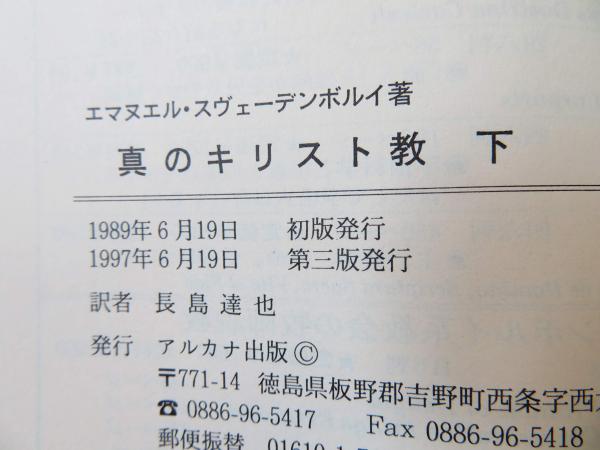 エマヌエル・スヴェーデンボルイ著
真のキリスト教 下
1989年6月19日 初版発行
1997年6月19日 第三版発行
訳者 長島達也
発行 アルカナ出版©
〒771-14 徳島県板野郡吉野町西条字西
☎ 0886-96-5417 Fax 0886-96-5418
郵便振替 01610-1